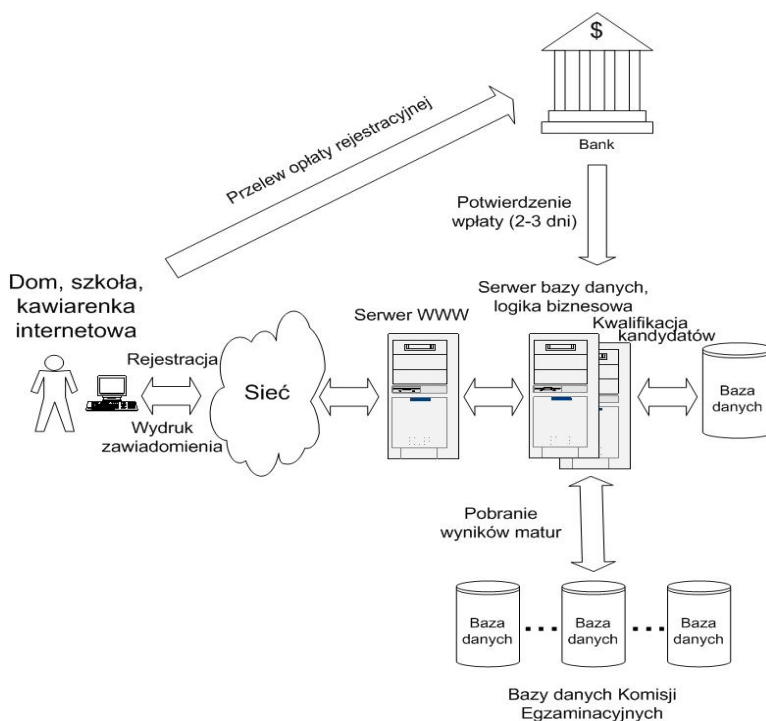 $
Bank
Przelew opłaty rejestracyjnej
Potwierdzenie
wpłaty (2-3 dni)
Dom, szkoła,
kawiarenka
internetowa
Serwer WWW
Serwer bazy danych,
logika biznesowa
Kwalifikacja
kandydatów
Rejestracja
Wydruk
zawiadomienia
Sieć
Baza
danych
Pobranie
wyników matur
Baza
danych
Baza
danych
Baza
danych
Bazy danych Komisji
Egzaminacyjnych